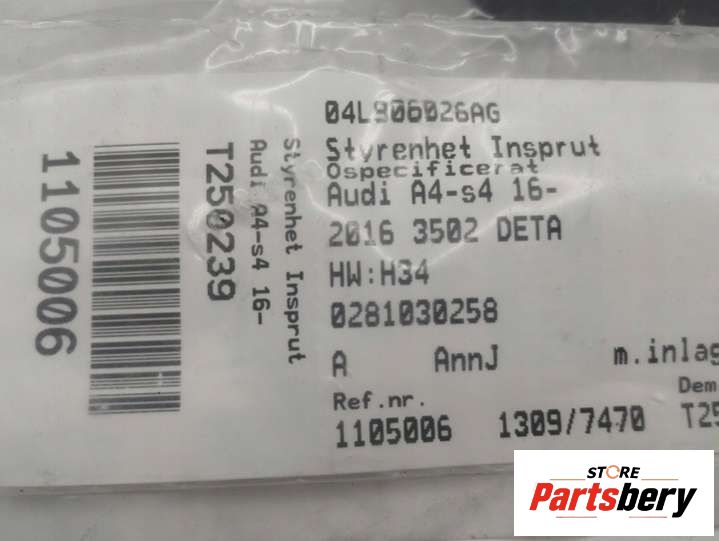 04L906026AG
Styrenhet Insprut
Ospecificerat
Audi A4-s4 16-
2016 3502 DETA
HW:H34
0281030258
A AnnJ m.inlag
Ref.nr. Dem
1105006 1309/7470 T25
Styrenhet Insprut
Audi A4-s4 16-
T250239
1105006
STORE
Partsbery